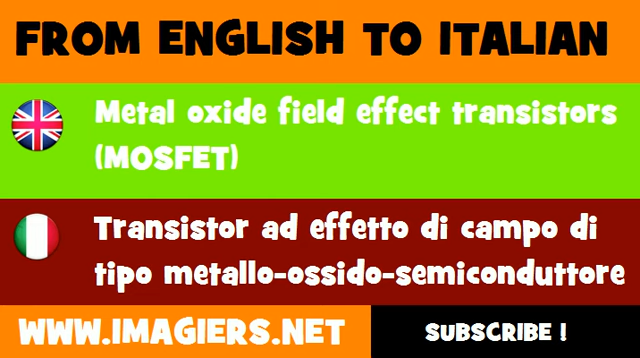 FROM ENGLISH TO ITALIAN
Metal oxide field effect transistors
(MOSFET)
Transistor ad effetto di campo di
tipo metallo-ossido-semiconduttore
WWW.IMAGIERS.NET
SUBSCRIBE !